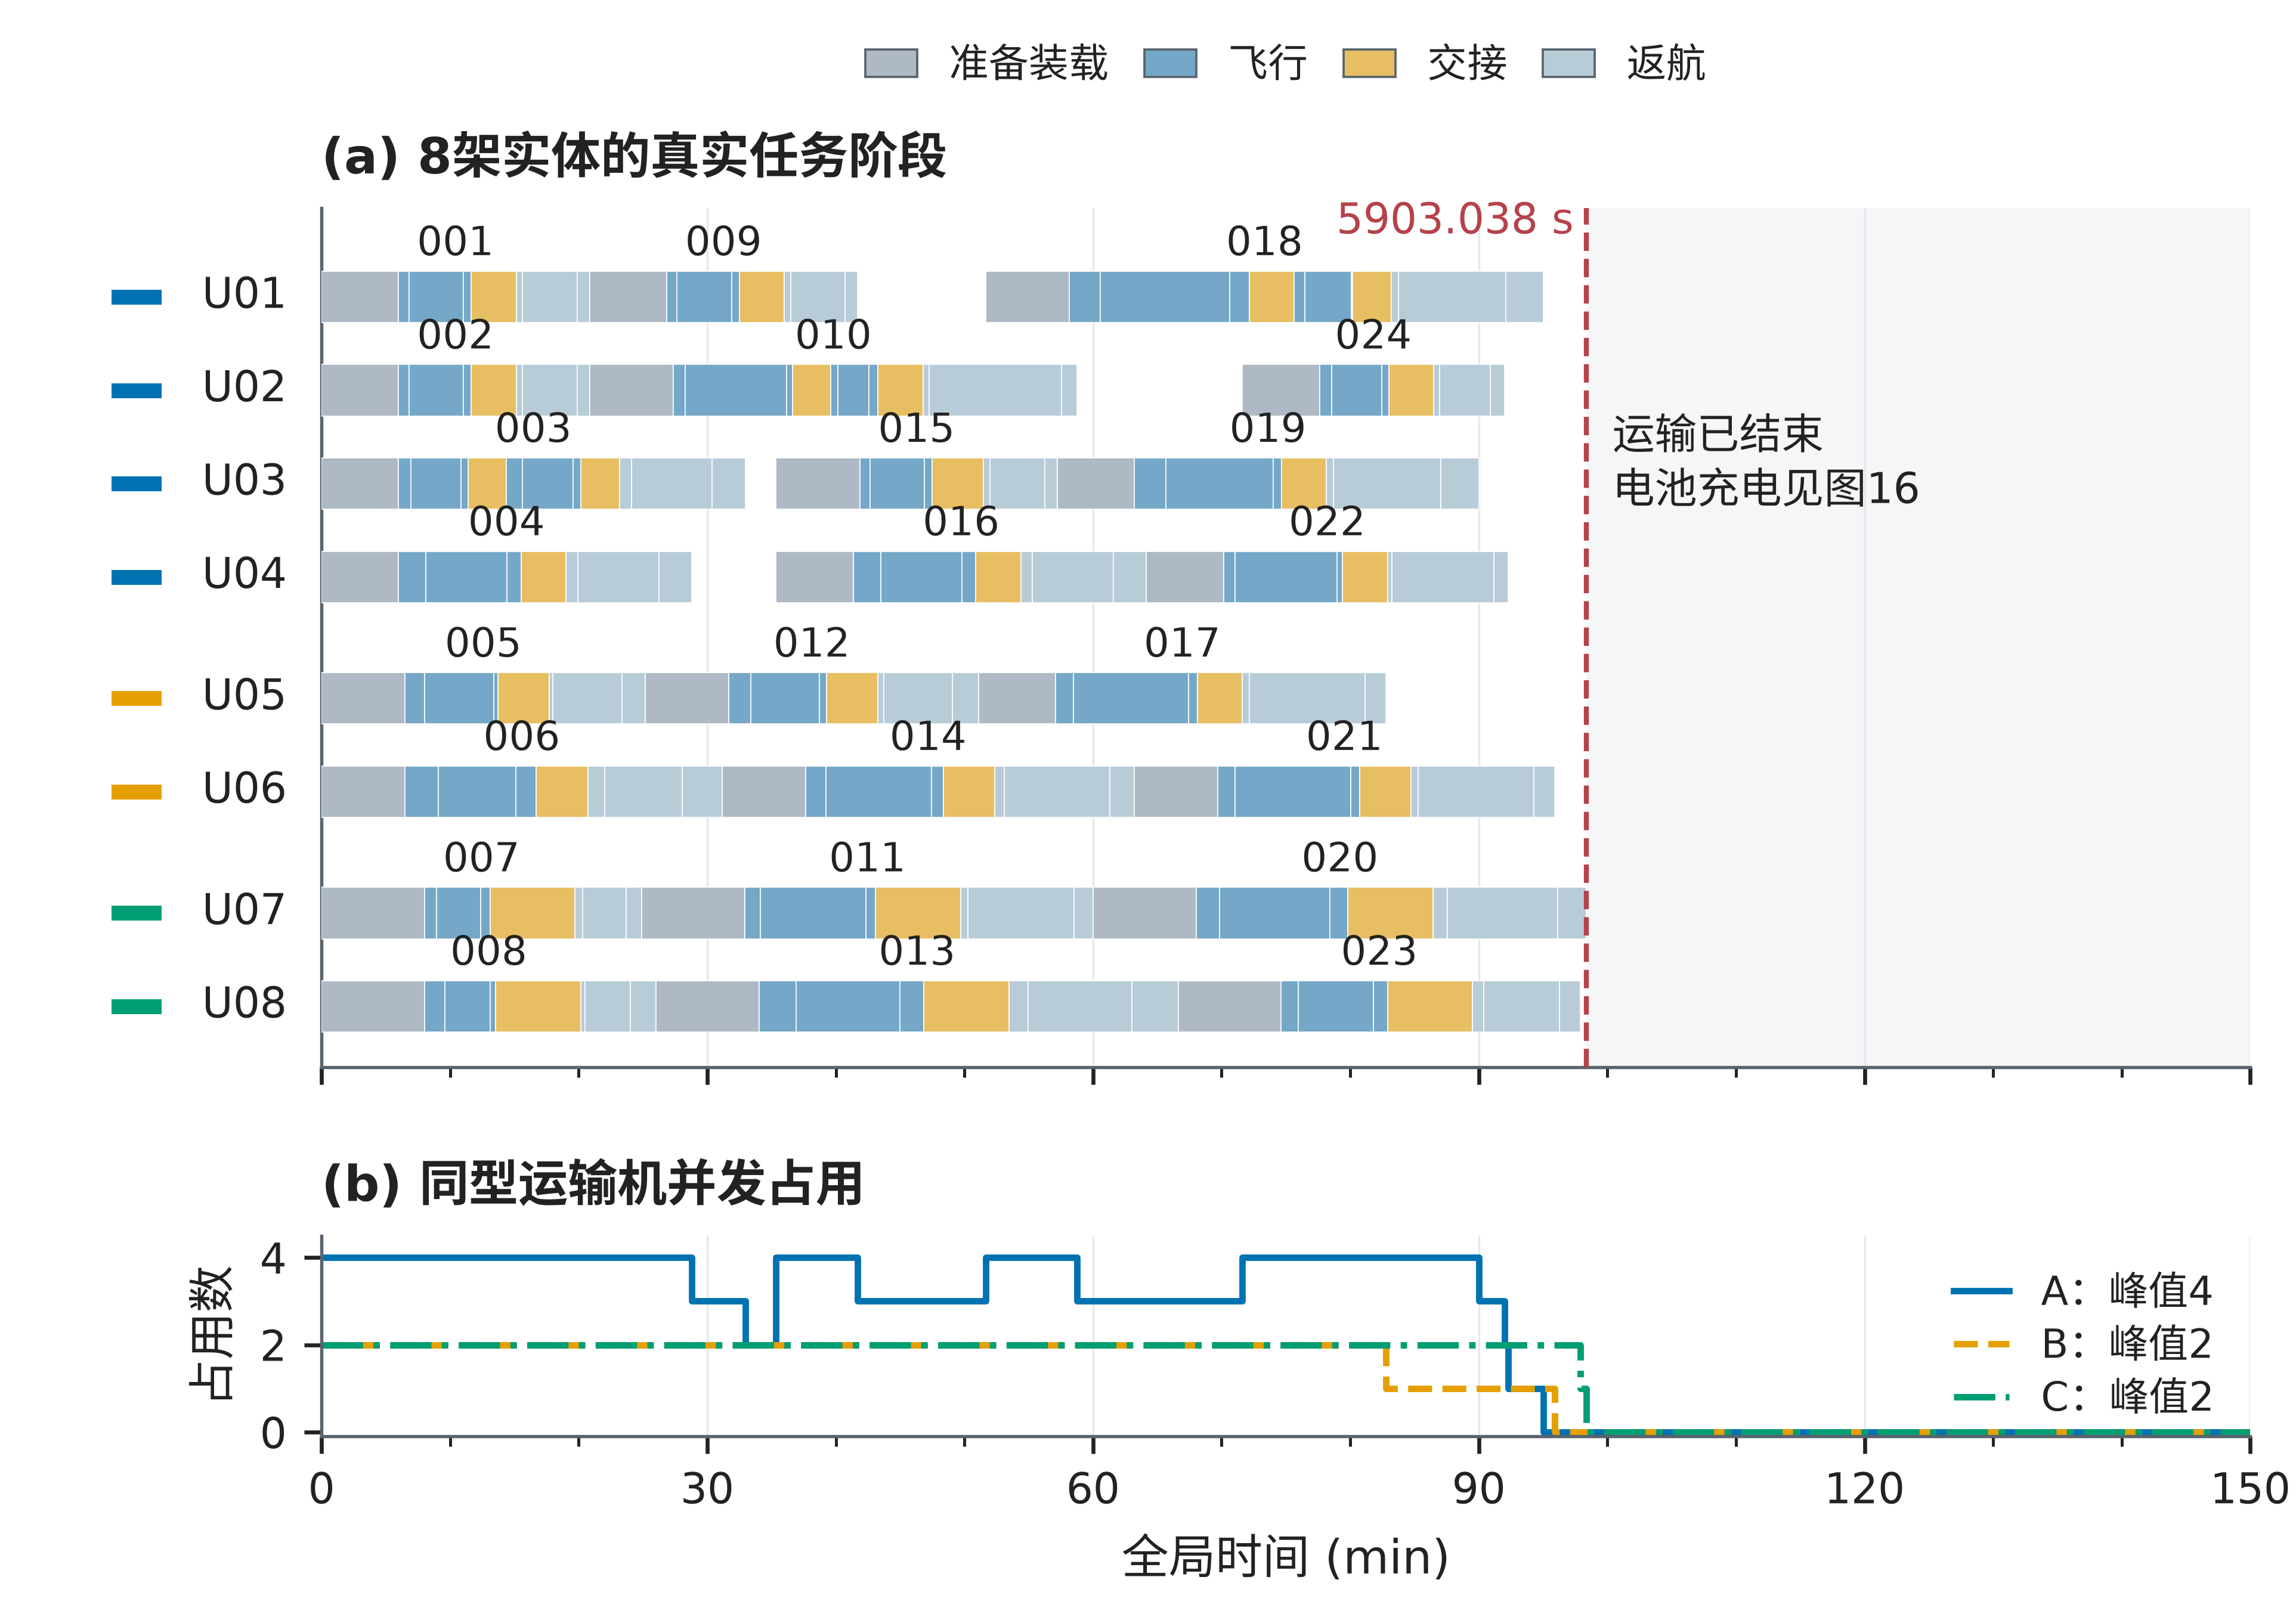 准备装载 飞行 交接 返航
(a) 8架实体的真实任务阶段
5903.038 s
001 009 018
U01
002 010 024
U02
003 015 019
U03
004 016 022
U04
005 012 017
U05
006 014 021
U06
007 011 020
U07
008 013 023
U08
运输已结束
电池充电见图16
(b) 同型运输机并发占用
占用数
4
2
0
A：峰值4
B：峰值2
C：峰值2
0 30 60 90 120 150
全局时间 (min)